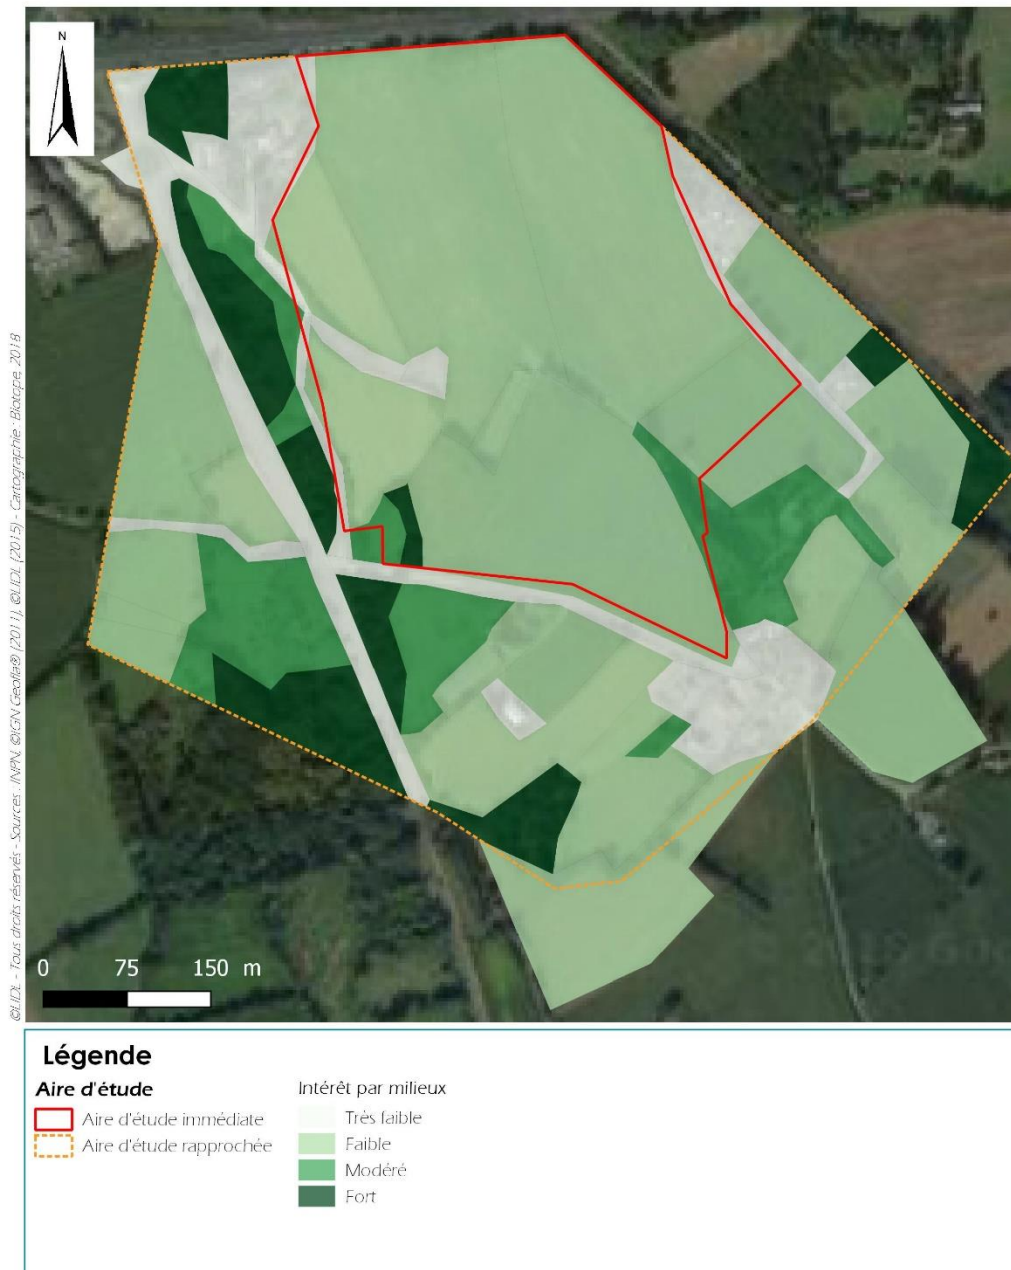 N
©LIDL - Tous droits réservés - Sources : INPN, ©IGN Geofla® (2011), ©LIDL (2015) - Cartographie : Biotope, 2018
0 75 150 m
Légende
Aire d'étude
Aire d'étude immédiate
Aire d'étude rapprochée
Intérêt par milieux
Très faible
Faible
Modéré
Fort